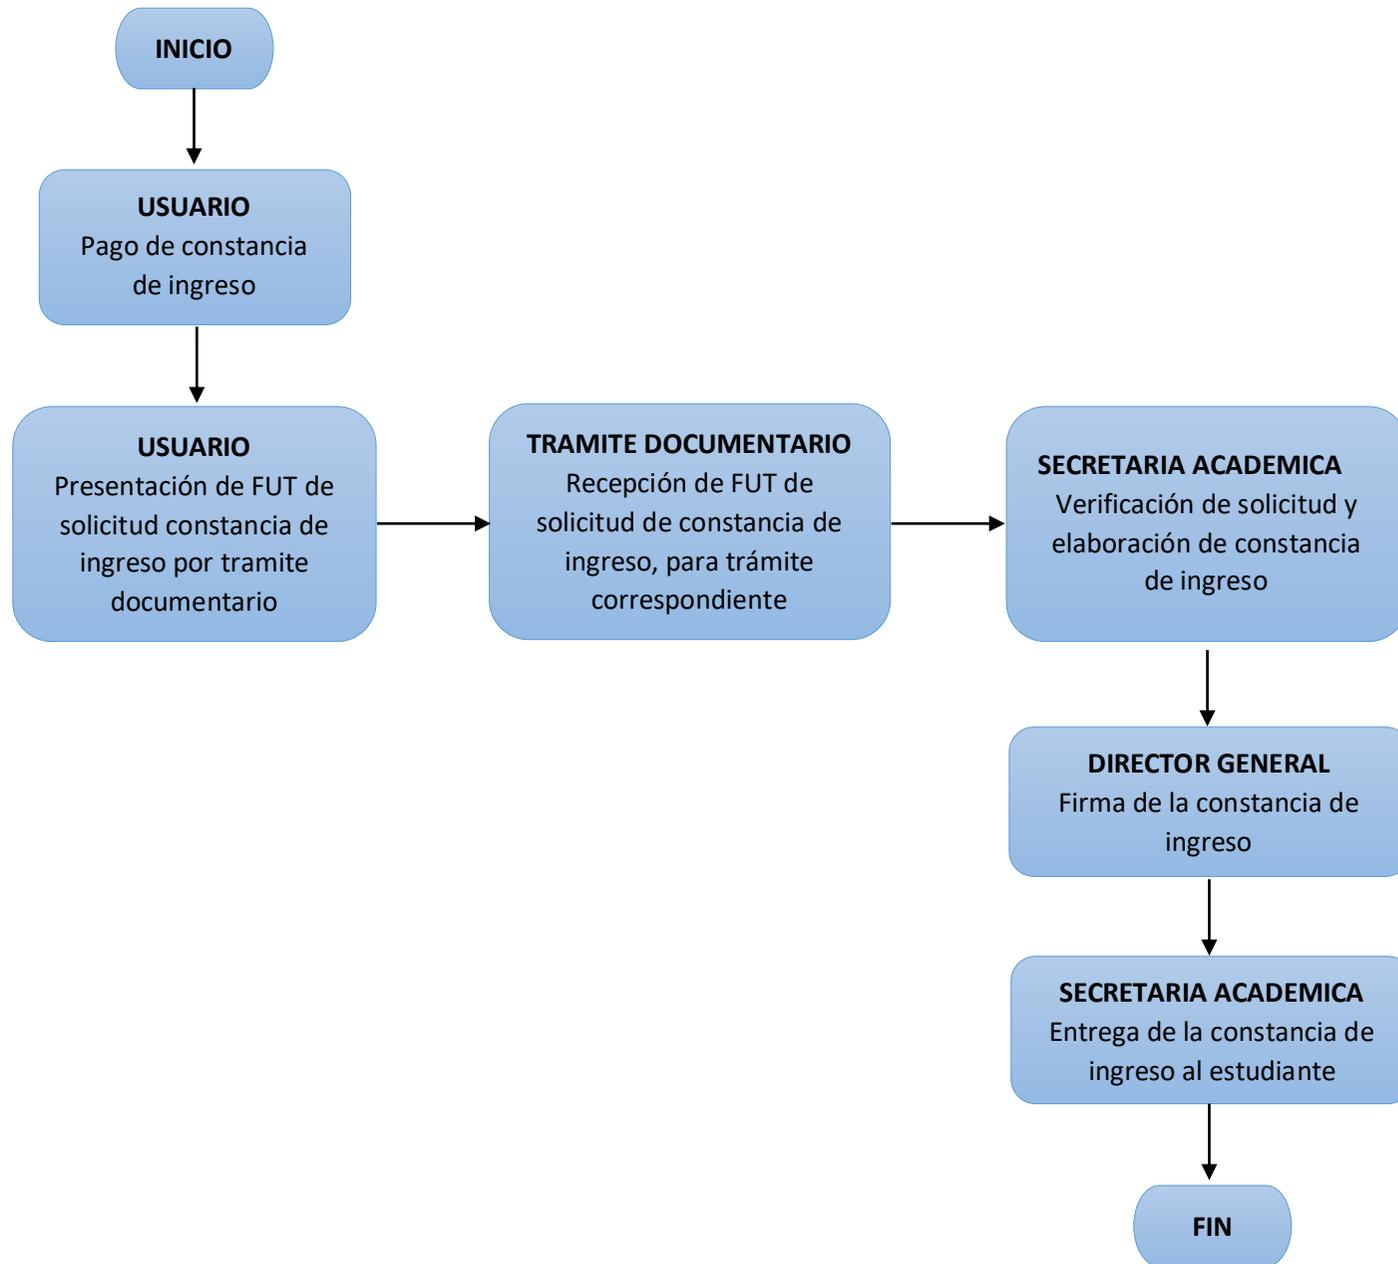 INICIO
USUARIO
Pago de constancia
de ingreso
USUARIO
Presentación de FUT de
solicitud constancia de
ingreso por tramite
documentario
TRAMITE DOCUMENTARIO
Recepción de FUT de
solicitud de constancia de
ingreso, para trámite
correspondiente
SECRETARIA ACADEMICA
Verificación de solicitud y
elaboración de constancia
de ingreso
DIRECTOR GENERAL
Firma de la constancia de
ingreso
SECRETARIA ACADEMICA
Entrega de la constancia de
ingreso al estudiante
FIN